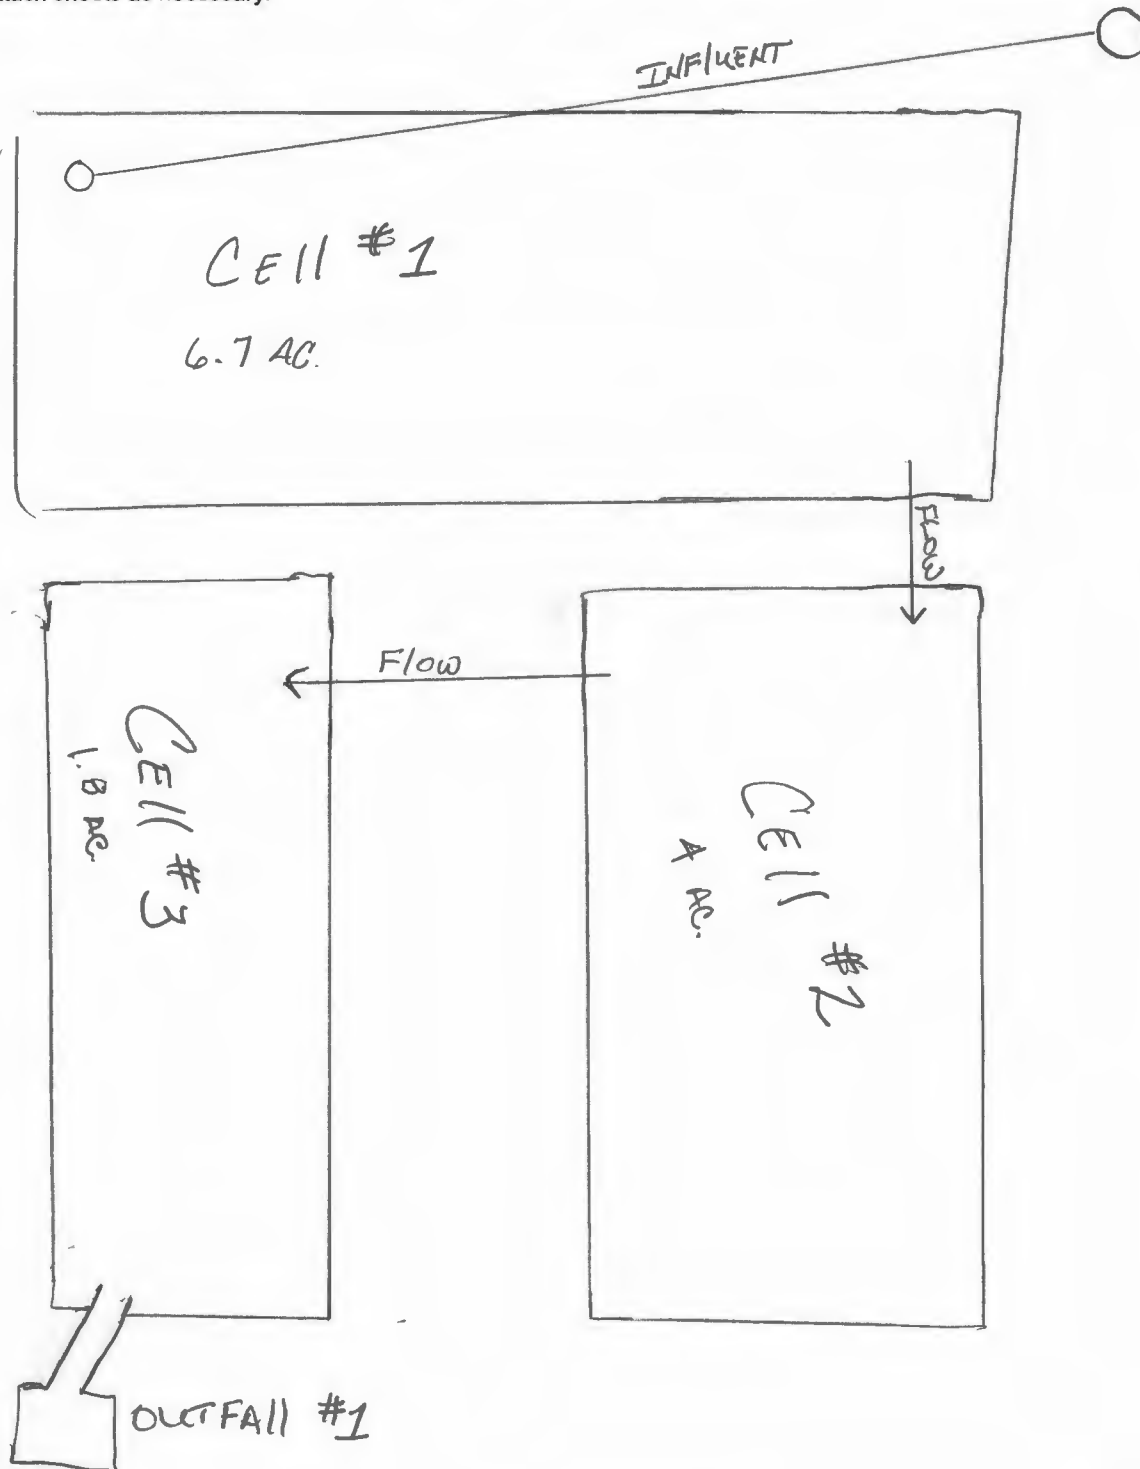 INFLUENT
CEll #1
6.7 AC.
FLOW
Flow
CEll #3
1.8 AC.
CEll #2
4 AC.
OUTFAll #1